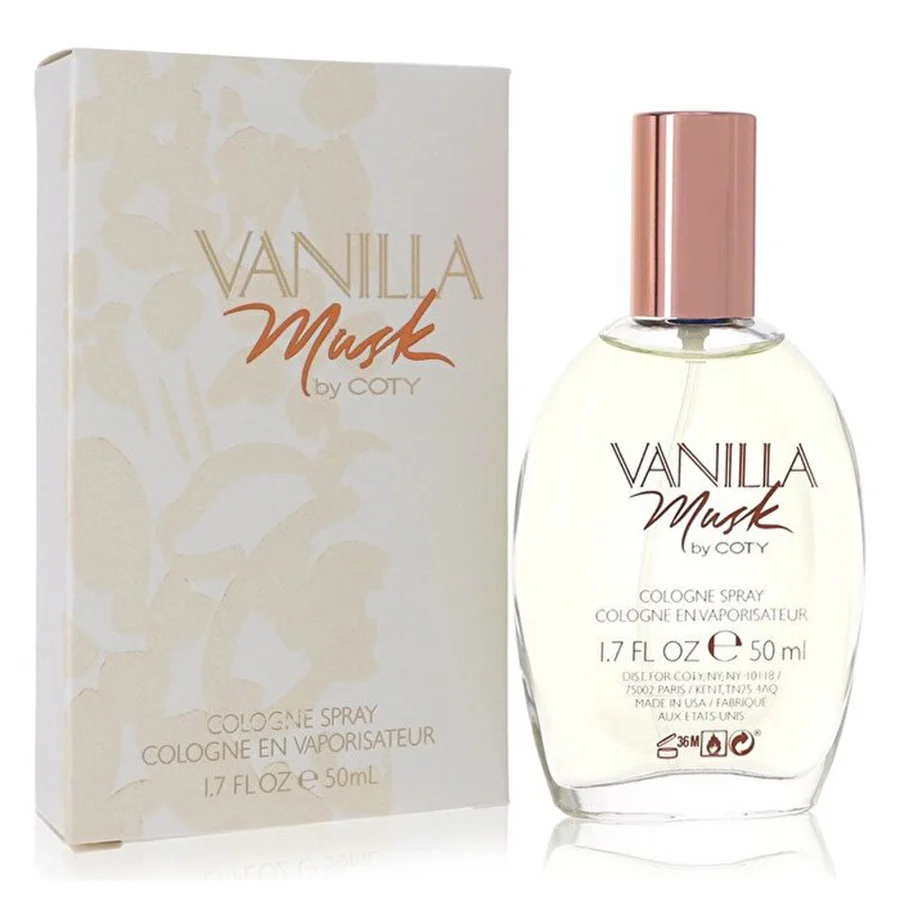 VANILLA
Musk
by COTY
COLOGNE SPRAY
COLOGNE EN VAPORISATEUR
1.7 FL OZ e 50mL
VANILLA
Musk
by COTY
COLOGNE SPRAY
COLOGNE EN VAPORISATEUR
1.7 FL OZ e 50 ml
DIST. FOR COTY, NY, NY 10118 /
75002 PARIS / KENT, TN25 4AQ
MADE IN USA / FABRIQUE
AUX ETATS-UNIS
36M